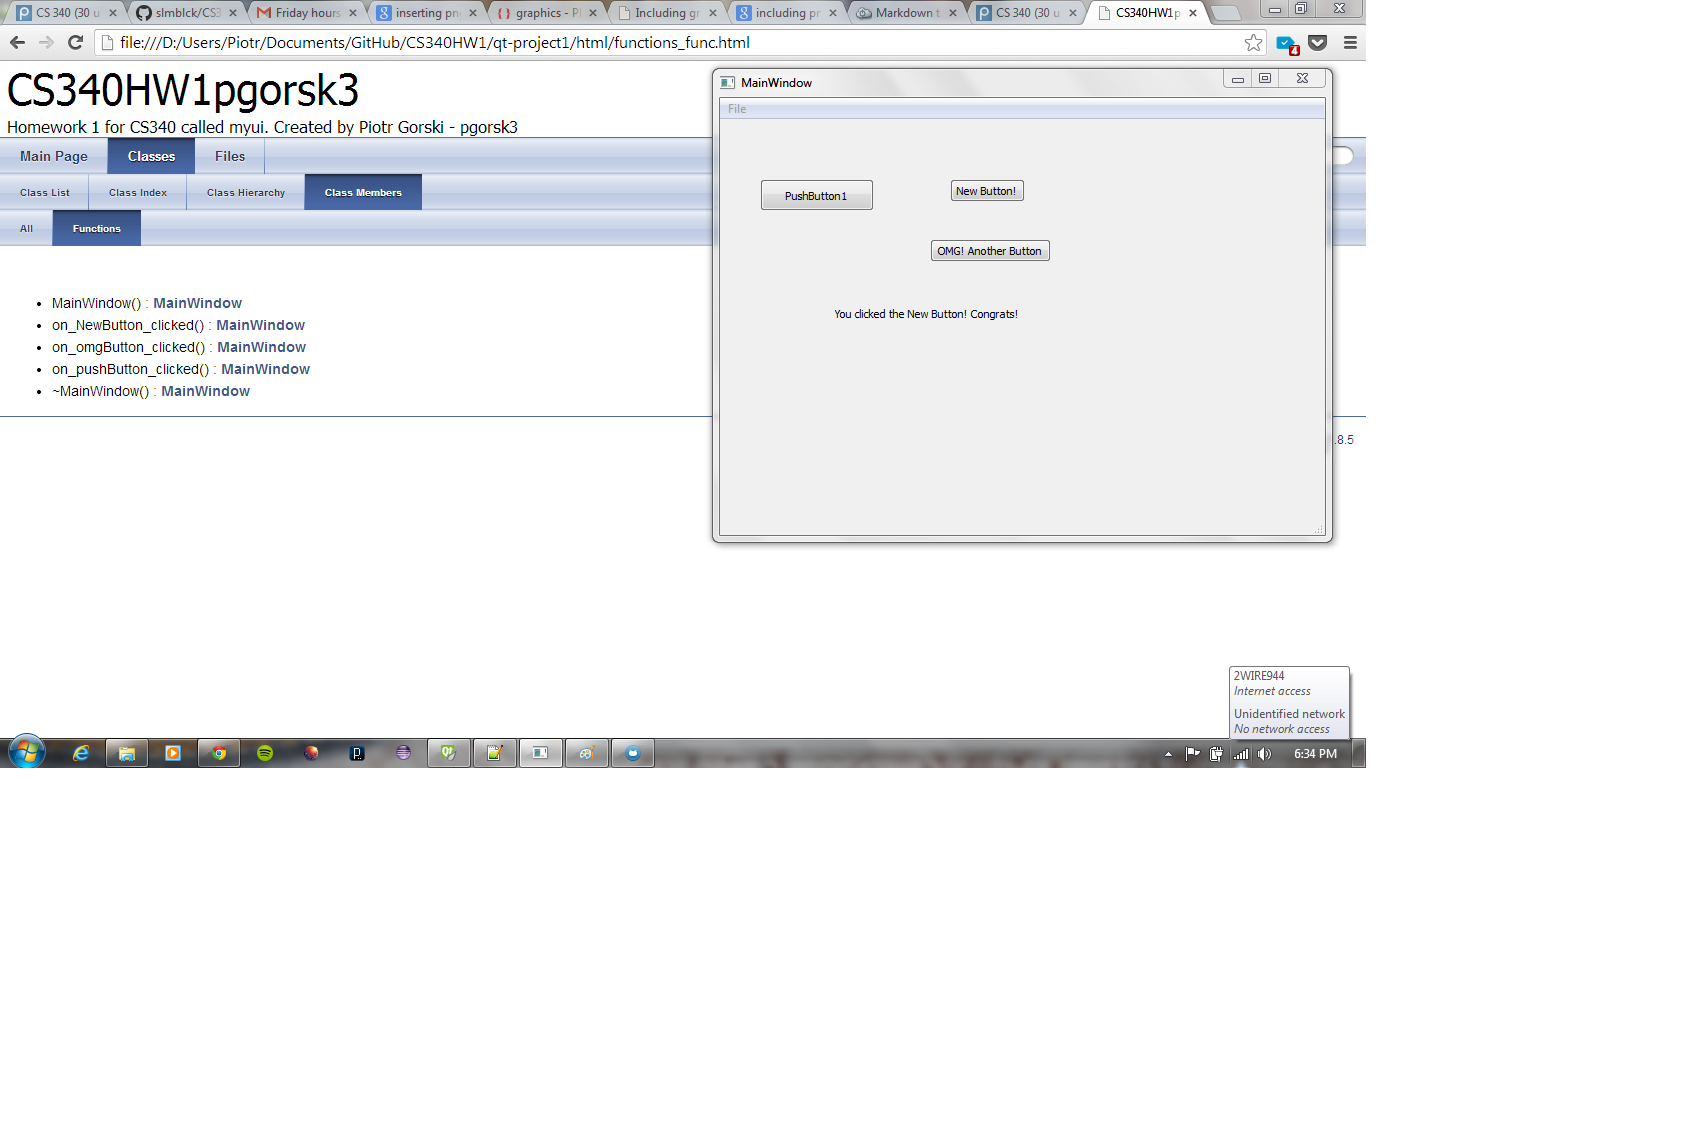 CS 340 (30 u
slmblck/CS3
Friday hours
inserting pn
graphics - Pl
Including gr
including pr
Markdown t
CS 340 (30 u
CS340HW1p
file:///D:/Users/Piotr/Documents/GitHub/CS340HW1/qt-project1/html/functions_func.html
4
CS340HW1pgorsk3
Homework 1 for CS340 called myui. Created by Piotr Gorski - pgorsk3
Main Page
Classes
Files
Class List
Class Index
Class Hierarchy
Class Members
All
Functions
MainWindow() : MainWindow
on_NewButton_clicked() : MainWindow
on_omgButton_clicked() : MainWindow
on_pushButton_clicked() : MainWindow
~MainWindow() : MainWindow
.8.5
MainWindow
File
PushButton1
New Button!
OMG! Another Button
You clicked the New Button! Congrats!
2WIRE944
Internet access
Unidentified network
No network access
6:34 PM